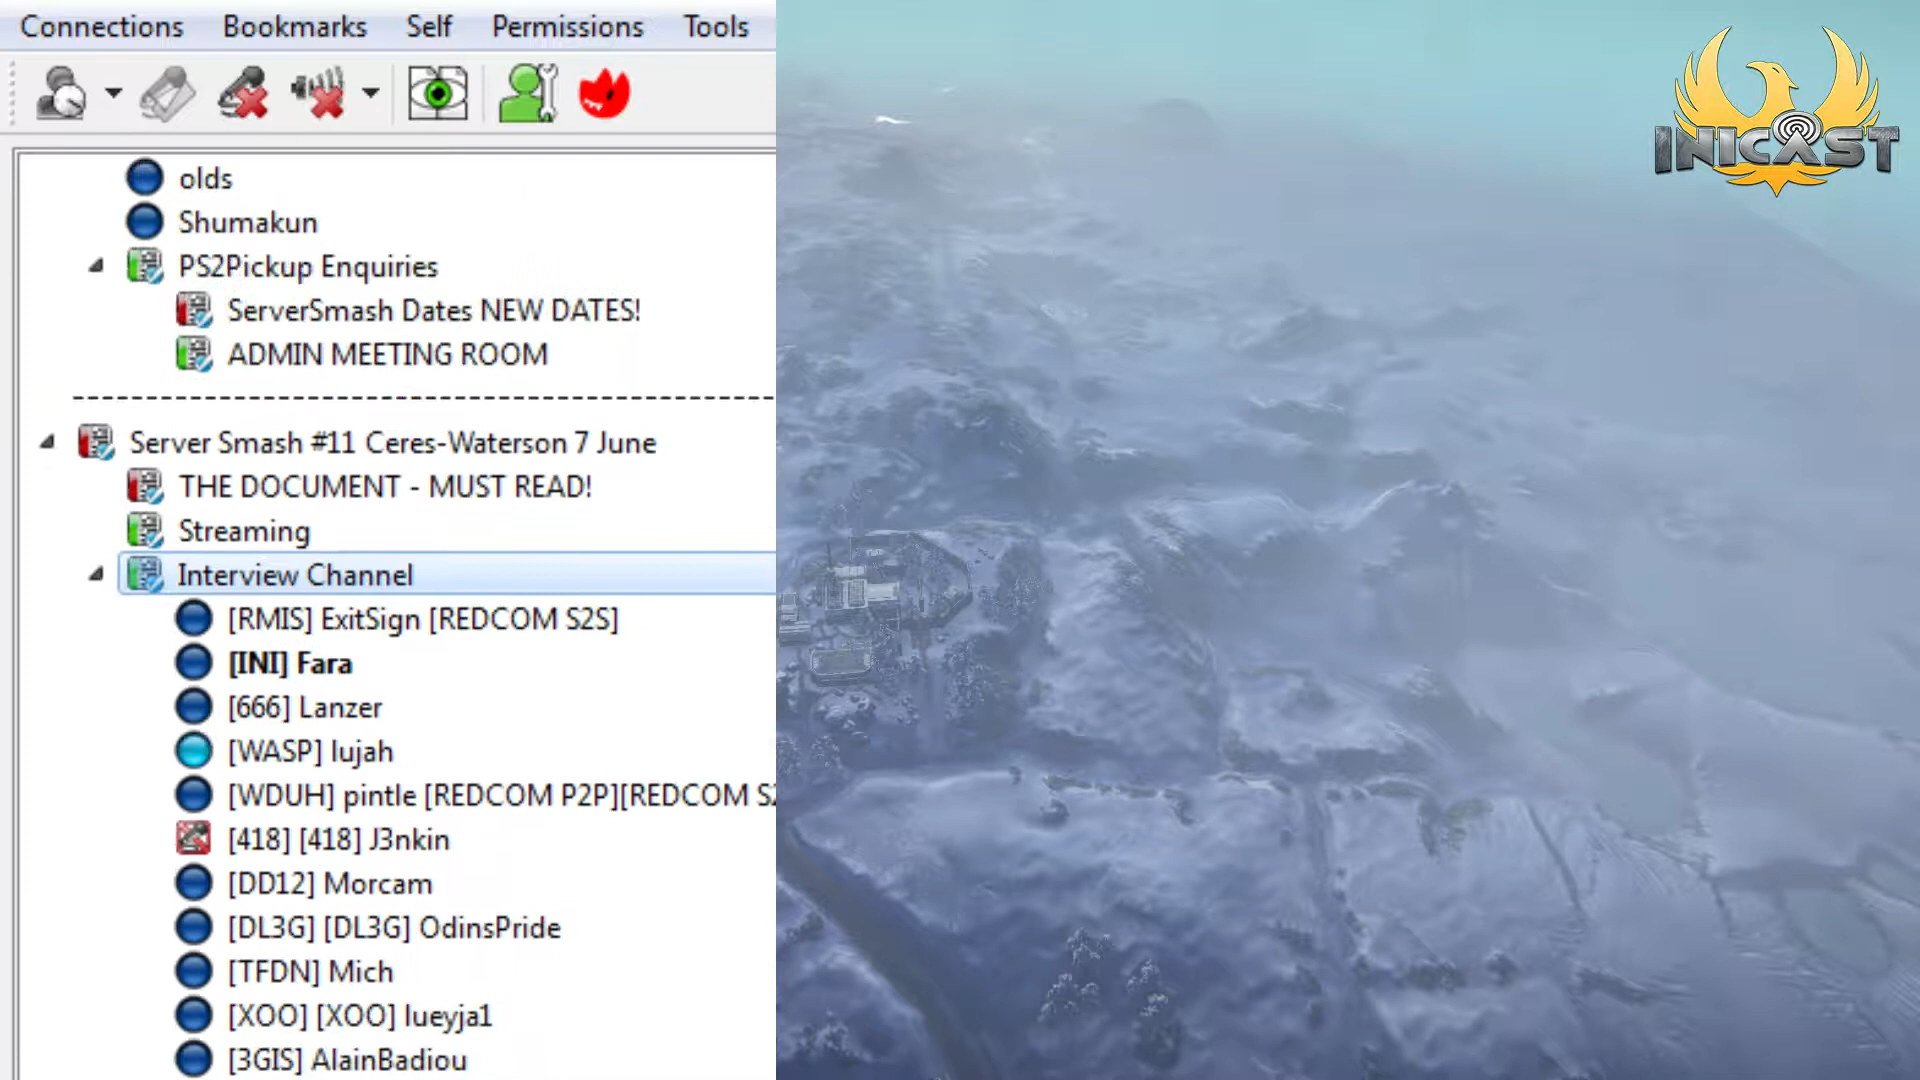 Connections Bookmarks Self Permissions Tools
INICAST
olds
Shumakun
PS2Pickup Enquiries
ServerSmash Dates NEW DATES!
ADMIN MEETING ROOM
Server Smash #11 Ceres-Waterson 7 June
THE DOCUMENT - MUST READ!
Streaming
Interview Channel
[RMIS] ExitSign [REDCOM S2S]
[INI] Fara
[666] Lanzer
[WASP] lujah
[WDUH] pintle [REDCOM P2P][REDCOM S2
[418] [418] J3nkin
[DD12] Morcam
[DL3G] [DL3G] OdinsPride
[TFDN] Mich
[XOO] [XOO] lueyja1
[3GIS] AlainBadiou